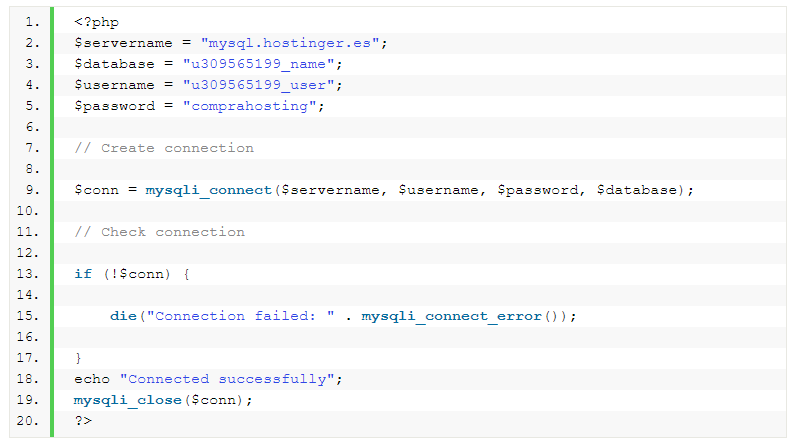 1. <?php
2. $servername = "mysql.hostinger.es";
3. $database = "u309565199_name";
4. $username = "u309565199_user";
5. $password = "comprahosting";
6.
7. // Create connection
8.
9. $conn = mysqli_connect($servername, $username, $password, $database);
10.
11. // Check connection
12.
13. if (!$conn) {
14.
15.     die("Connection failed: " . mysqli_connect_error());
16.
17. }
18. echo "Connected successfully";
19. mysqli_close($conn);
20. ?>